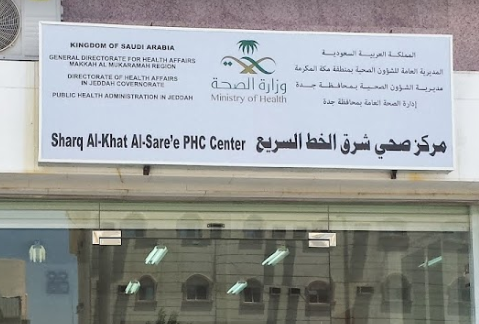 KINGDOM OF SAUDI ARABIA
GENERAL DIRECTORATE FOR HEALTH AFFAIRS
MAKKAH AL MUKARAMAH REGION
DIRECTORATE OF HEALTH AFFAIRS
IN JEDDAH COVERNORATE
PUBLIC HEALTH ADMINISTRATION IN JEDDAH
وزارة الصحة
Ministry of Health
المملكة العربية السعودية
المديرية العامة للشؤون الصحية بمنطقة مكة المكرمة
مديرية الشؤون الصحية بمحافظة جدة
إدارة الصحة العامة بمحافظة جدة
Sharq Al-Khat Al-Sare'e PHC Center
مركز صحي شرق الخط السريع